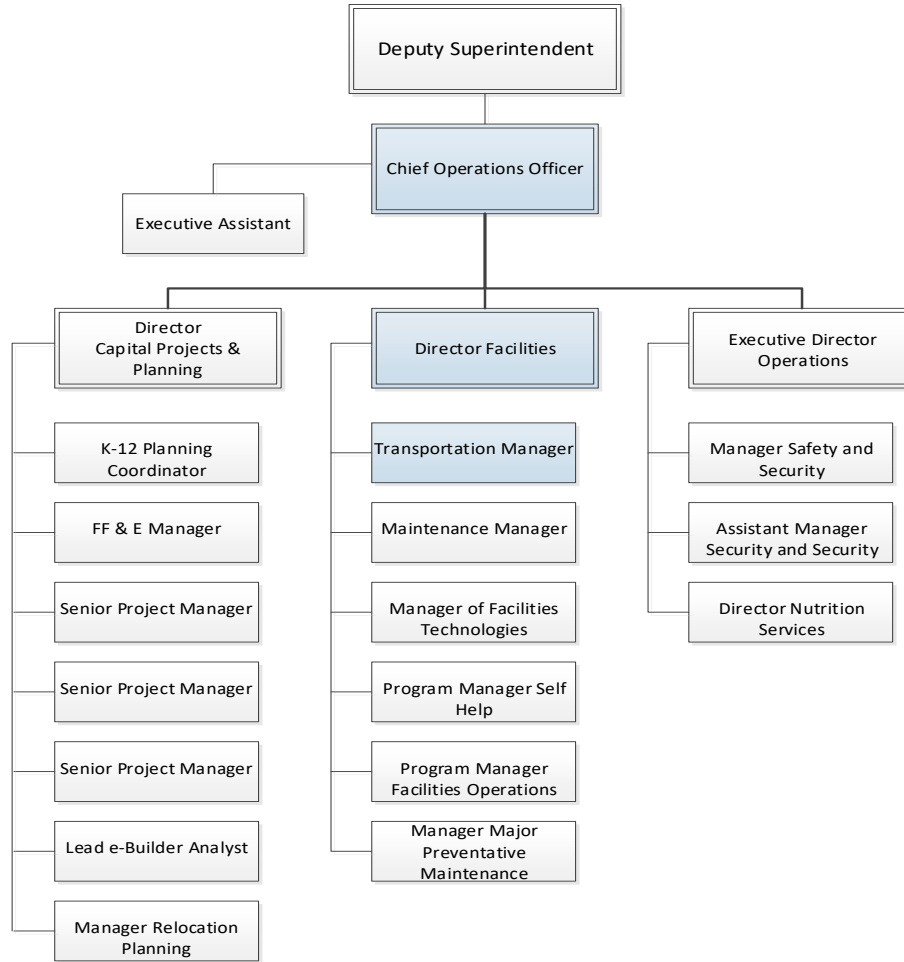 Deputy Superintendent
Chief Operations Officer
Executive Assistant
Director
Capital Projects &
Planning
Director Facilities
Executive Director
Operations
K-12 Planning
Coordinator
FF & E Manager
Senior Project Manager
Senior Project Manager
Senior Project Manager
Lead e-Builder Analyst
Manager Relocation
Planning
Transportation Manager
Maintenance Manager
Manager of Facilities
Technologies
Program Manager Self
Help
Program Manager
Facilities Operations
Manager Major
Preventative
Maintenance
Manager Safety and
Security
Assistant Manager
Security and Security
Director Nutrition
Services